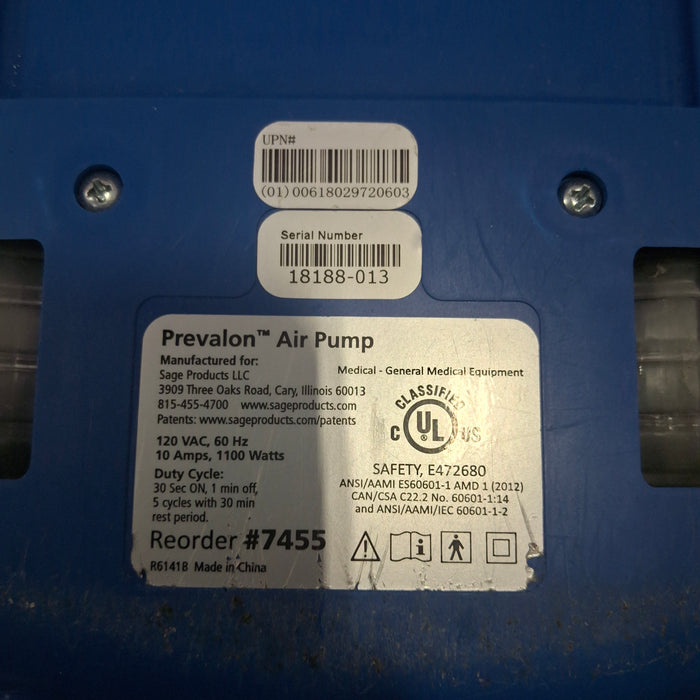 UPN#
(01) 00618029720603
Serial Number
18188-013
Prevalon™ Air Pump
Manufactured for:
Sage Products LLC
3909 Three Oaks Road, Cary, Illinois 60013
815-455-4700 www.sageproducts.com
Patents: www.sageproducts.com/patents
120 VAC, 60 Hz
10 Amps, 1100 Watts
Duty Cycle:
30 Sec ON, 1 min off,
5 cycles with 30 min
rest period.
Reorder #7455
R6141B Made in China
Medical - General Medical Equipment
CLASSIFIED
C UL US
SAFETY, E472680
ANSI/AAMI ES60601-1 AMD 1 (2012)
CAN/CSA C22.2 No. 60601-1:14
and ANSI/AAMI/IEC 60601-1-2